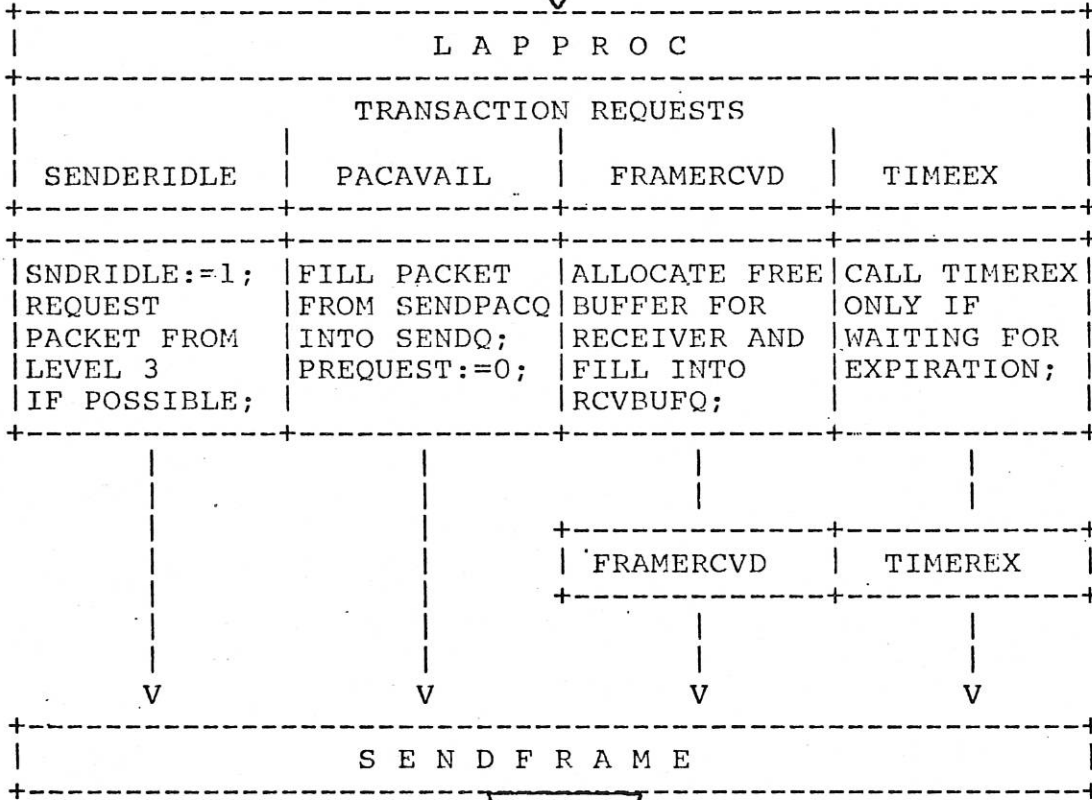 L A P P R O C
TRANSACTION REQUESTS
SENDERIDLE PACAVAIL FRAMERCVD TIMEEX
SNDRIDLE:=1; FILL PACKET ALLOCATE FREE CALL TIMEREX
REQUEST FROM SENDPACQ BUFFER FOR ONLY IF
PACKET FROM INTO SENDQ; RECEIVER AND WAITING FOR
LEVEL 3 PREQUEST:=0; FILL INTO EXPIRATION;
IF POSSIBLE; RCVBUFQ;
FRAMERCVD TIMEREX
V V V V
S E N D F R A M E